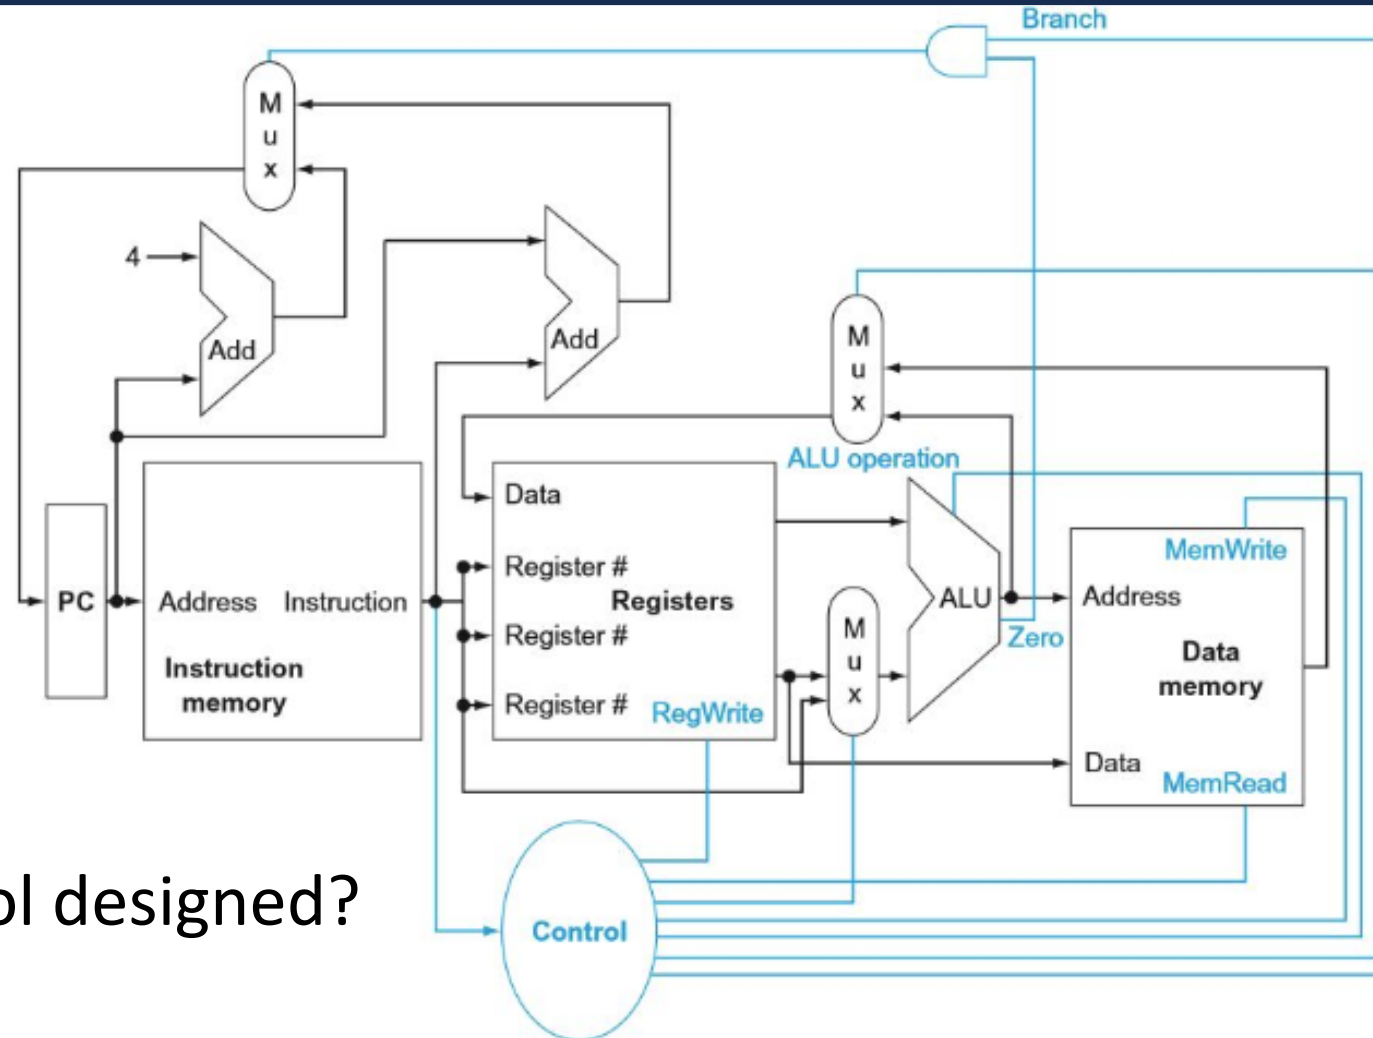 Branch
M
u
x
4
Add
Add
M
u
x
ALU operation
Data
Register #
Registers
Register #
Register #
RegWrite
PC
Address
Instruction
Instruction
memory
M
u
x
ALU
Zero
MemWrite
Address
Data
memory
Data
MemRead
Control
ol designed?